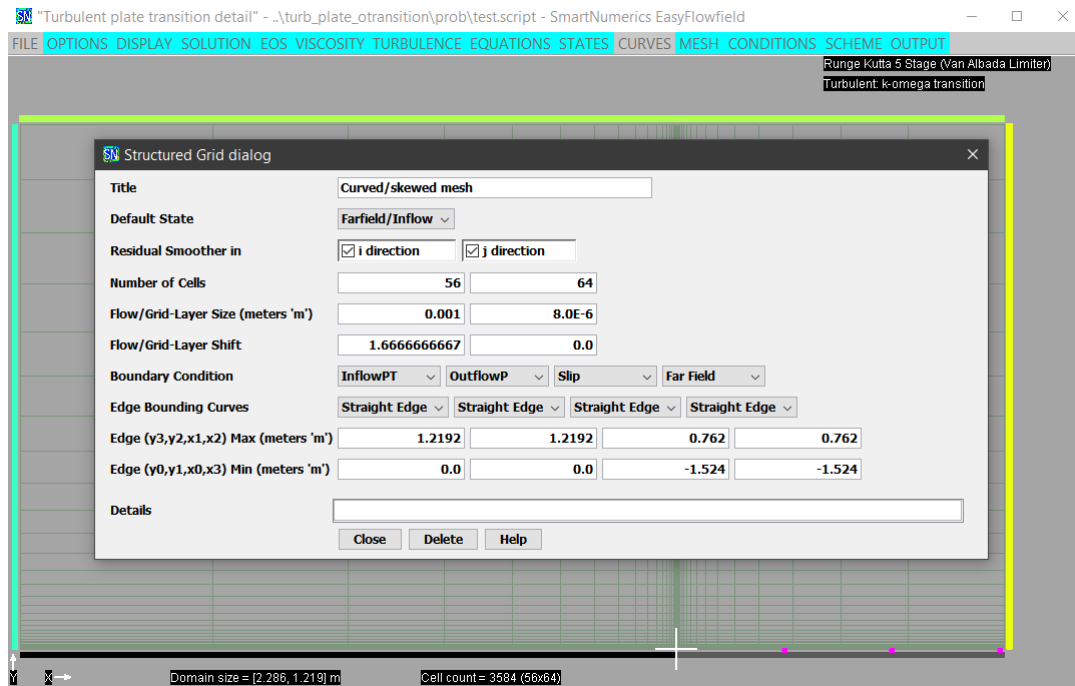 SN "Turbulent plate transition detail" - ..\turb_plate_otransition\prob\test.script - SmartNumerics EasyFlowfield
FILE OPTIONS DISPLAY SOLUTION EOS VISCOSITY TURBULENCE EQUATIONS STATES CURVES MESH CONDITIONS SCHEME OUTPUT
Runge Kutta 5 Stage (Van Albada Limiter)
Turbulent: k-omega transition
SN Structured Grid dialog
Title Curved/skewed mesh
Default State Farfield/Inflow
Residual Smoother in i direction j direction
Number of Cells 56 64
Flow/Grid-Layer Size (meters 'm') 0.001 8.0E-6
Flow/Grid-Layer Shift 1.6666666667 0.0
Boundary Condition InflowPT OutflowP Slip Far Field
Edge Bounding Curves Straight Edge Straight Edge Straight Edge Straight Edge
Edge (y3,y2,x1,x2) Max (meters 'm') 1.2192 1.2192 0.762 0.762
Edge (y0,y1,x0,x3) Min (meters 'm') 0.0 0.0 -1.524 -1.524
Details
Close Delete Help
Y X Domain size = [2.286, 1.219] m Cell count = 3584 (56x64)